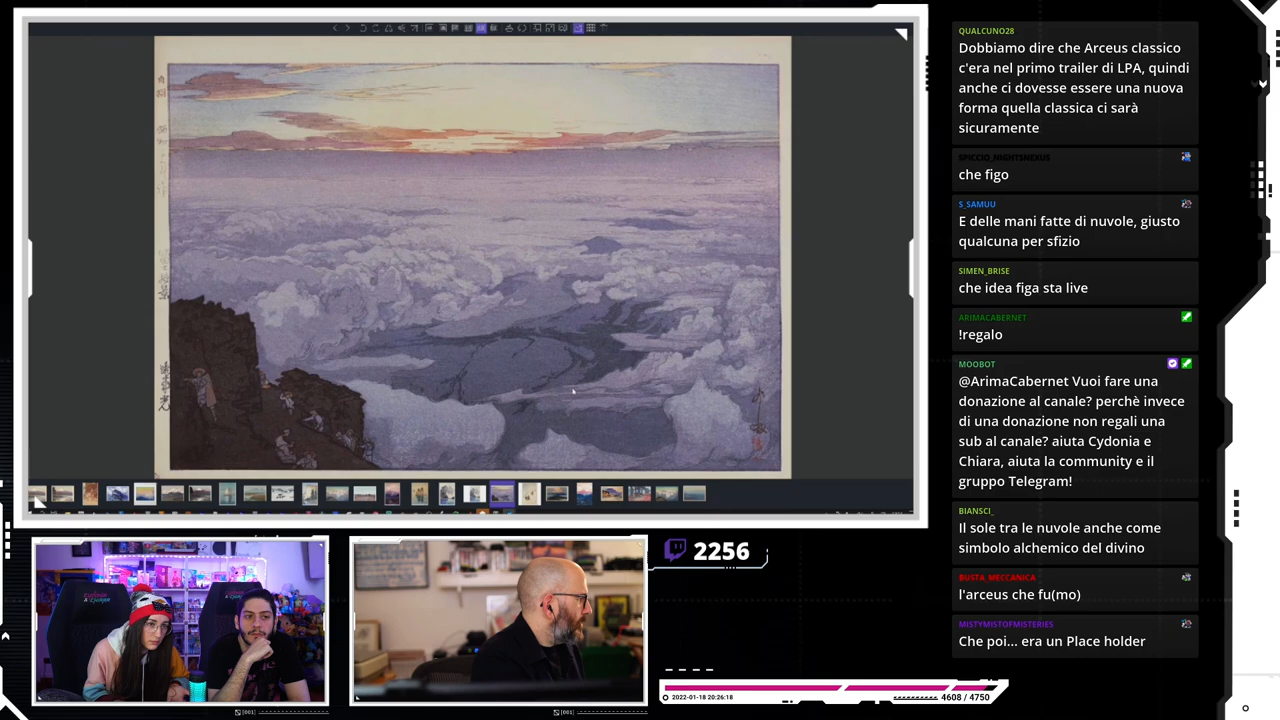 QUALCUNO28
Dobbiamo dire che Arceus classico
c'era nel primo trailer di LPA, quindi
anche ci dovesse essere una nuova
forma quella classica ci sarà
sicuramente
SPICCIO_NIGHTSNEXUS
che figo
S_SAMUU
E delle mani fatte di nuvole, giusto
qualcuna per sfizio
SIMEN_BRISE
che idea figa sta live
ARIMACABERNET
!regalo
MOOBOT
@ArimaCabernet Vuoi fare una
donazione al canale? perchè invece
di una donazione non regali una
sub al canale? aiuta Cydonia e
Chiara, aiuta la community e il
gruppo Telegram!
BIANSCI_
Il sole tra le nuvole anche come
simbolo alchemico del divino
BUSTA_MECCANICA
l'arceus che fu(mo)
MISTYMISTOFMISTERIES
Che poi... era un Place holder
2256
2022-01-18 20:26:18
4608 / 4750
[001]
[001]